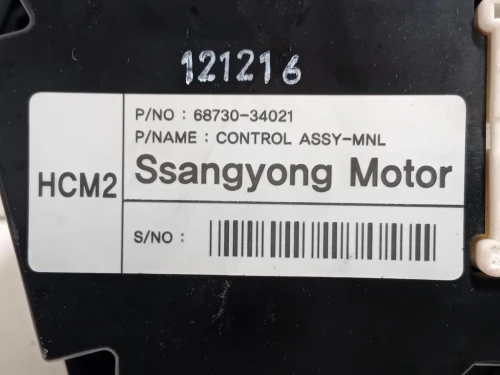 121216
P/NO : 68730-34021
P/NAME : CONTROL ASSY-MNL
HCM2
Ssangyong Motor
S/NO :